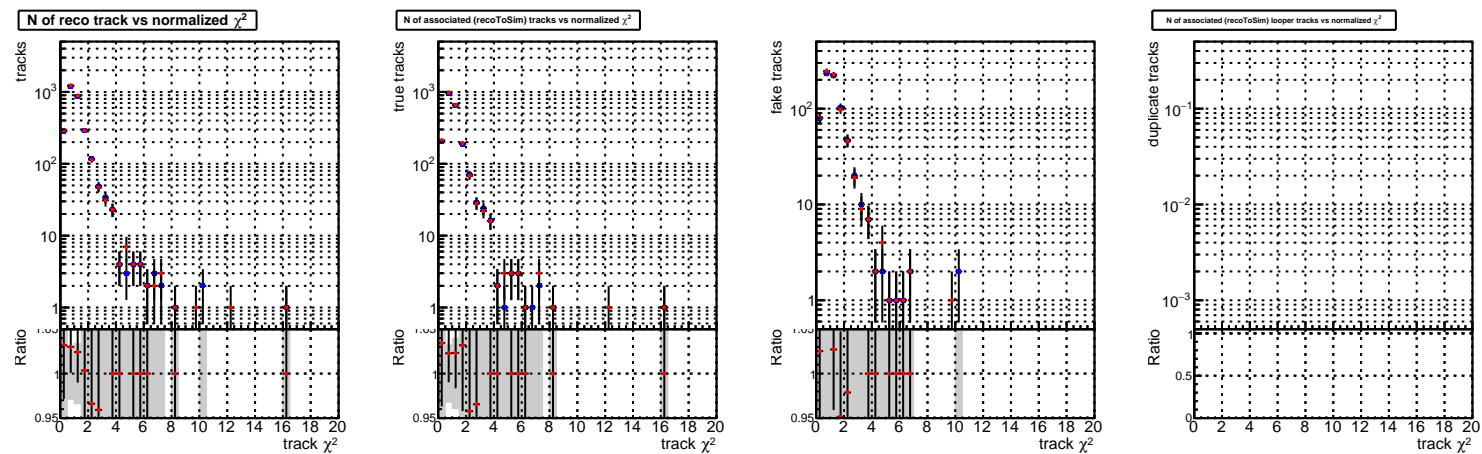 N of reco track vs normalized χ²
tracks
10³
10²
10
1
Ratio
1.05
1
0.95
0 2 4 6 8 10 12 14 16 18 20
track χ²
N of associated (recoToSim) tracks vs normalized χ²
true tracks
10³
10²
10
1
Ratio
1.05
1
0.95
0 2 4 6 8 10 12 14 16 18 20
track χ²
fake tracks
10²
10
1
Ratio
1.05
1
0.95
0 2 4 6 8 10 12 14 16 18 20
track χ²
N of associated (recoToSim) looper tracks vs normalized χ²
duplicate tracks
10⁻¹
10⁻²
10⁻³
Ratio
1
0.5
0
0 2 4 6 8 10 12 14 16 18 20
track χ²